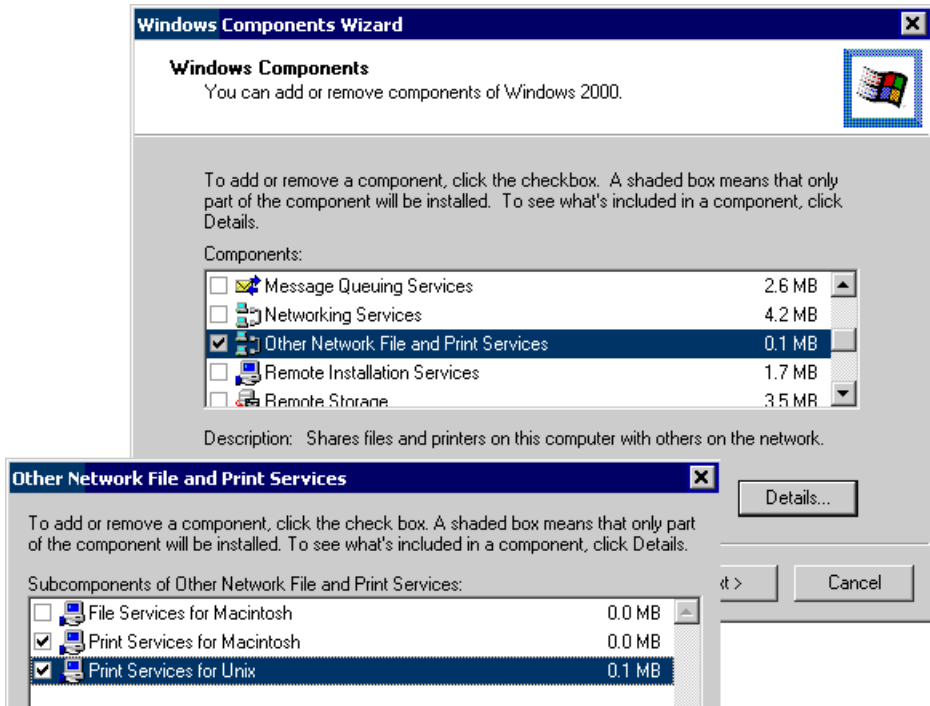 Windows Components Wizard
Windows Components
You can add or remove components of Windows 2000.
To add or remove a component, click the checkbox. A shaded box means that only
part of the component will be installed. To see what's included in a component, click
Details.
Components:
Message Queuing Services 2.6 MB
Networking Services 4.2 MB
Other Network File and Print Services 0.1 MB
Remote Installation Services 1.7 MB
Remote Storage 3.5 MB
Description: Shares files and printers on this computer with others on the network.
Details...
xt >
Cancel
Other Network File and Print Services
To add or remove a component, click the check box. A shaded box means that only part
of the component will be installed. To see what's included in a component, click Details.
Subcomponents of Other Network File and Print Services:
File Services for Macintosh 0.0 MB
Print Services for Macintosh 0.0 MB
Print Services for Unix 0.1 MB